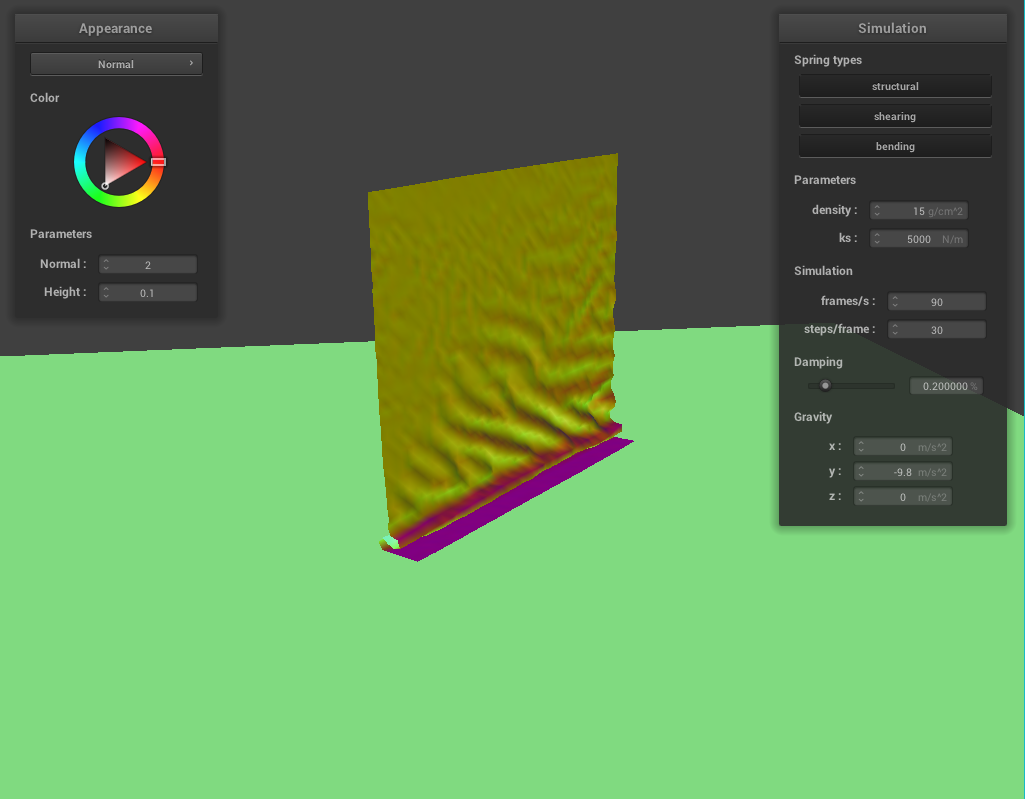 Appearance
Normal
Color
Parameters
Normal : 2
Height : 0.1
Simulation
Spring types
structural
shearing
bending
Parameters
density : 15 g/cm^2
ks : 5000 N/m
Simulation
frames/s : 90
steps/frame : 30
Damping
0.200000 %
Gravity
x : 0 m/s^2
y : -9.8 m/s^2
z : 0 m/s^2